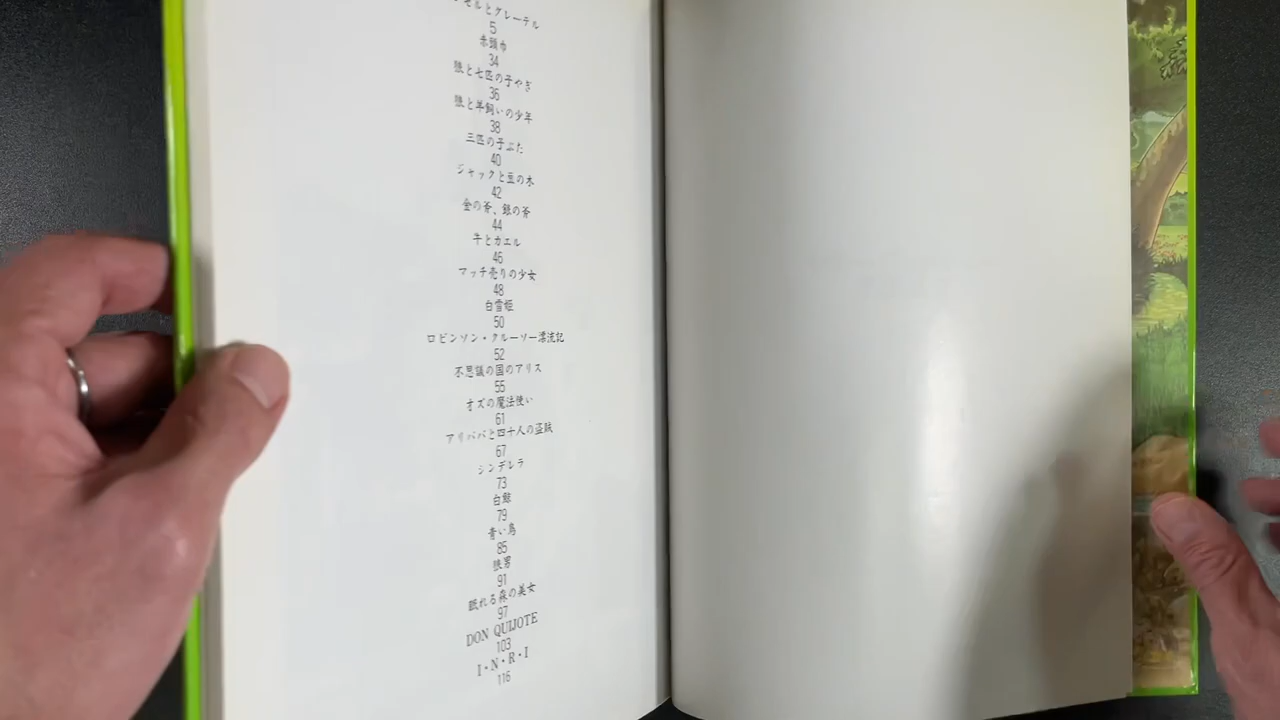 ゼルとグレーテル
5
赤頭巾
34
狼と七匹の子やぎ
36
狼と羊飼いの少年
38
三匹の子ぶた
40
ジャックと豆の木
42
金の斧、銀の斧
44
牛とカエル
46
マッチ売りの少女
48
白雪姫
50
ロビンソン・クルーソー漂流記
52
不思議の国のアリス
55
オズの魔法使い
61
アリババと四十人の盗賊
67
シンデレラ
73
白鯨
79
青い鳥
85
狼男
91
眠れる森の美女
97
DON QUIJOTE
103
I・N・R・I
116